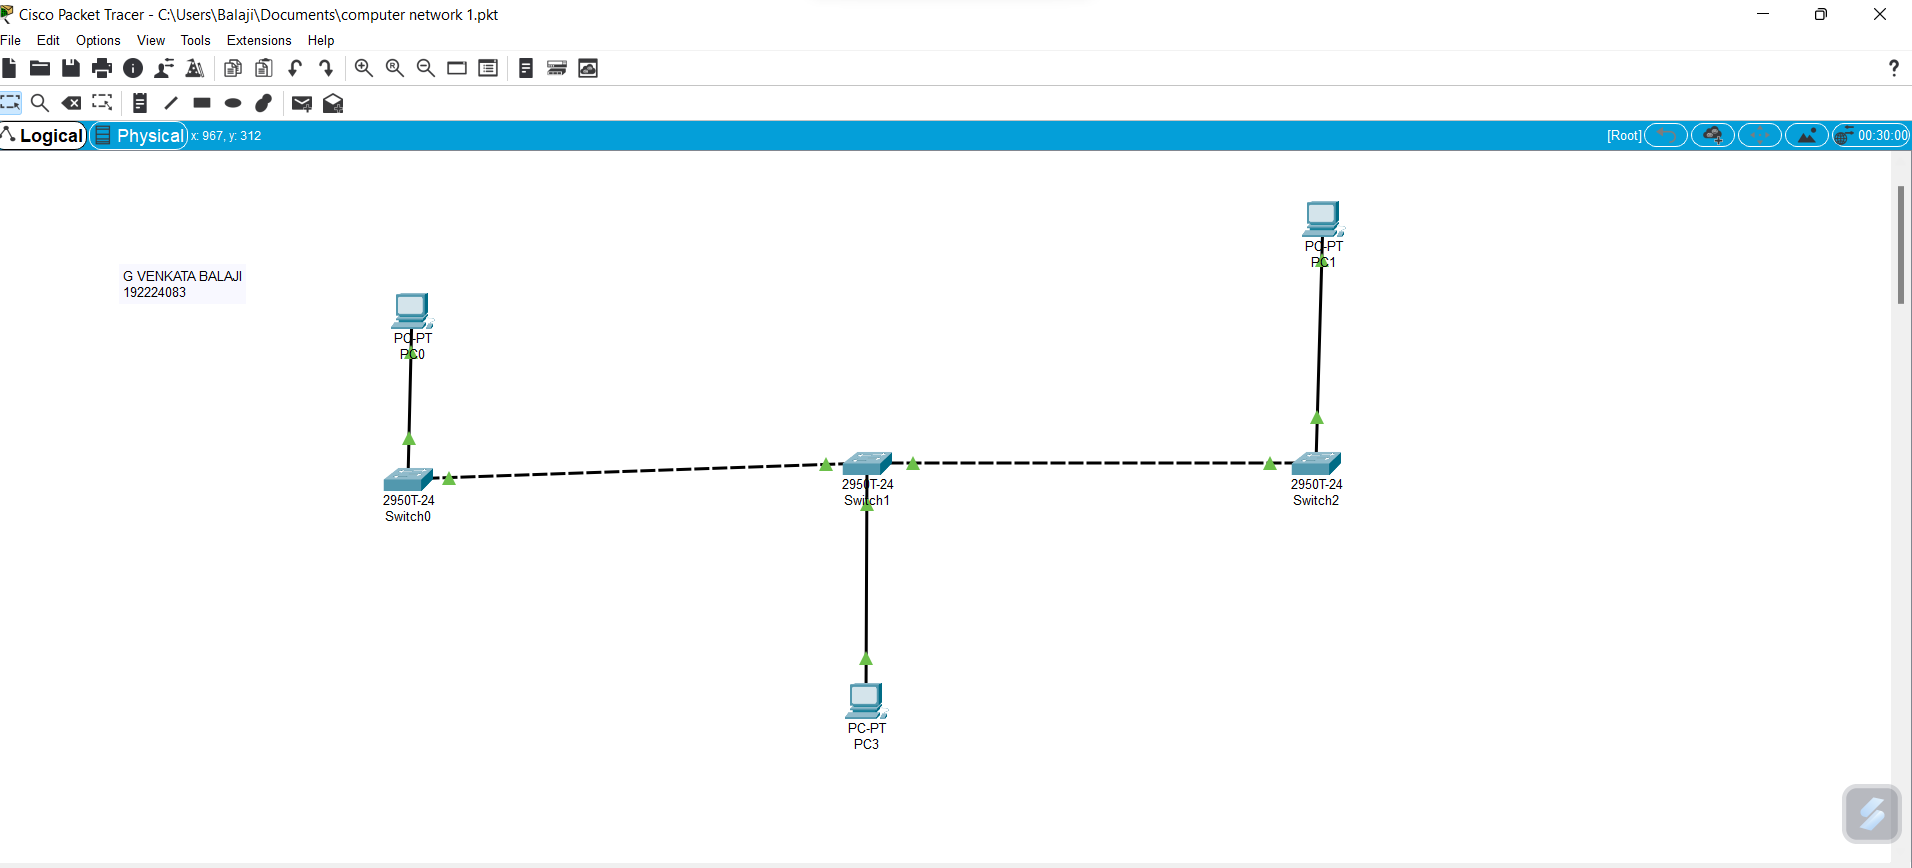 Cisco Packet Tracer - C:\Users\Balaji\Documents\computer network 1.pkt
File Edit Options View Tools Extensions Help
?
Logical Physical x: 967, y: 312 [Root] 00:30:00
G VENKATA BALAJI
192224083
PC-PT
PC0
PC-PT
PC1
2950T-24
Switch0
2950T-24
Switch1
2950T-24
Switch2
PC-PT
PC3